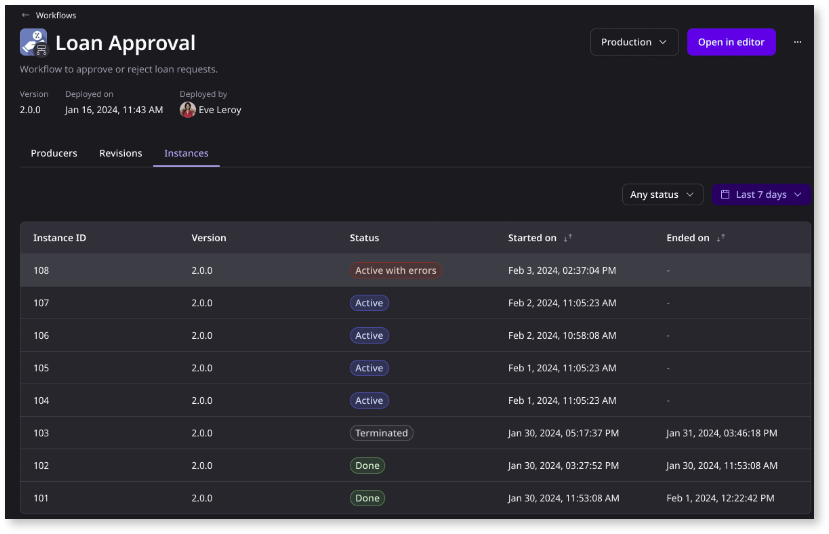 ← Workflows
Loan Approval
Production
Open in editor
...
Workflow to approve or reject loan requests.
Version Deployed on Deployed by
2.0.0 Jan 16, 2024, 11:43 AM Eve Leroy
Producers Revisions Instances
Any status Last 7 days
Instance ID Version Status Started on ↓↑ Ended on ↓↑
108 2.0.0 Active with errors Feb 3, 2024, 02:37:04 PM -
107 2.0.0 Active Feb 2, 2024, 11:05:23 AM -
106 2.0.0 Active Feb 2, 2024, 10:58:08 AM -
105 2.0.0 Active Feb 1, 2024, 11:05:23 AM -
104 2.0.0 Active Feb 1, 2024, 11:05:23 AM -
103 2.0.0 Terminated Jan 30, 2024, 05:17:37 PM Jan 31, 2024, 03:46:18 PM
102 2.0.0 Done Jan 30, 2024, 03:27:52 PM Jan 30, 2024, 11:53:08 AM
101 2.0.0 Done Jan 30, 2024, 11:53:08 AM Feb 1, 2024, 12:22:42 PM